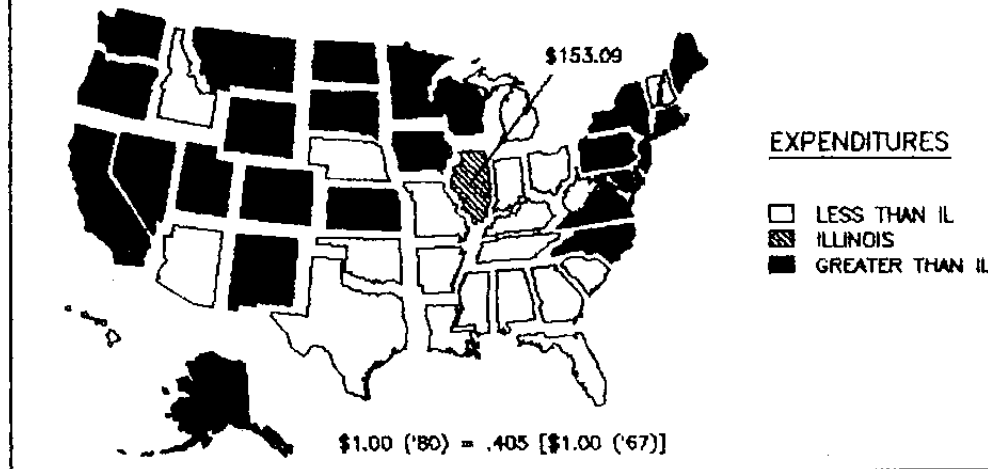 $153.09
EXPENDITURES
LESS THAN IL
ILLINOIS
GREATER THAN IL
$1.00 ('80) = .405 [$1.00 ('67)]